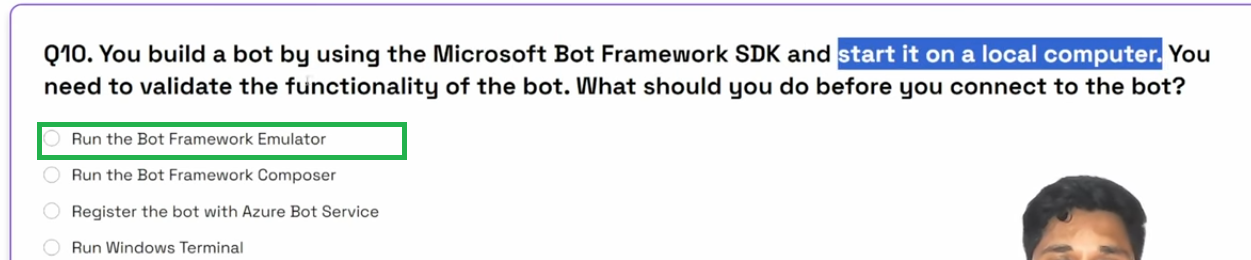 Q10. You build a bot by using the Microsoft Bot Framework SDK and start it on a local computer. You
need to validate the functionality of the bot. What should you do before you connect to the bot?
Run the Bot Framework Emulator
Run the Bot Framework Composer
Register the bot with Azure Bot Service
Run Windows Terminal